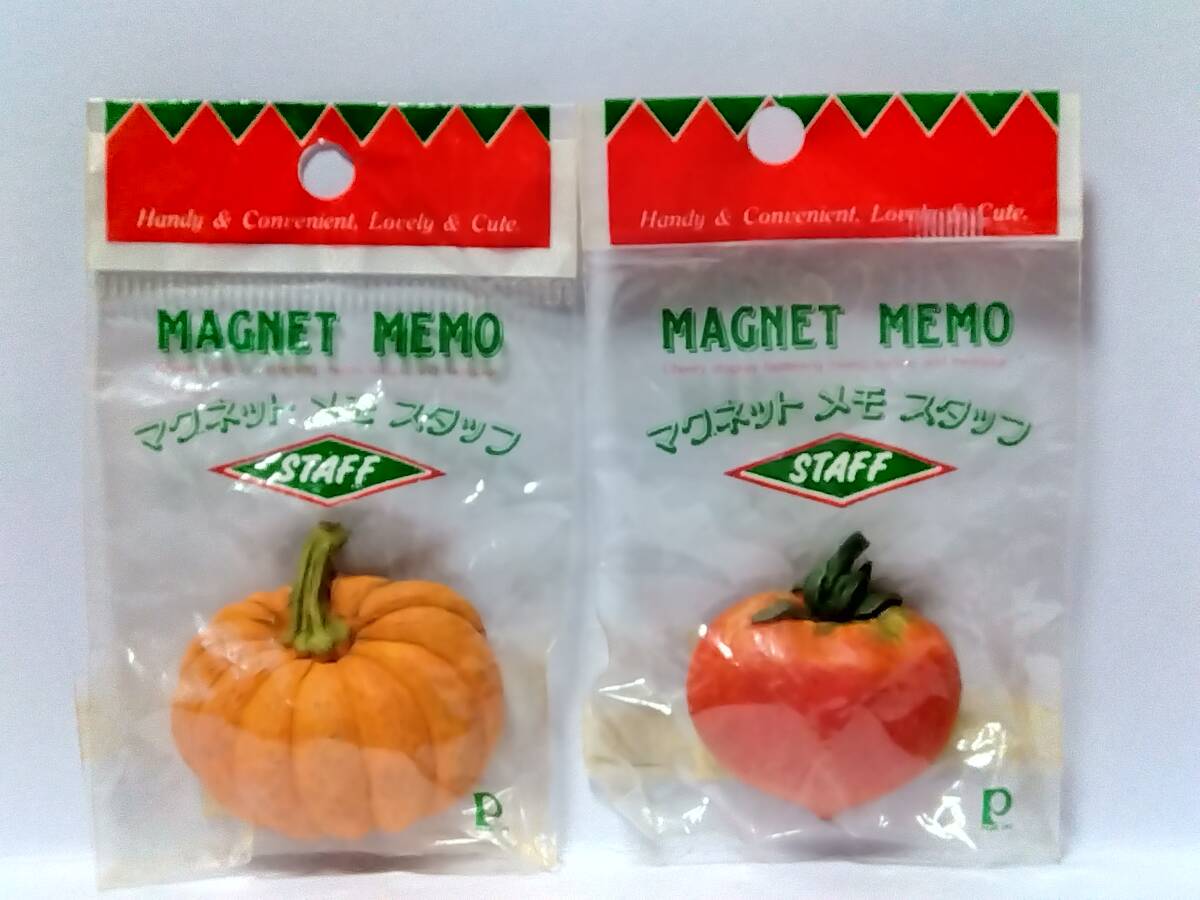 Handy & Convenient, Lovely & Cute.
MAGNET MEMO
マグネット メモ スタッフ
STAFF
P
Handy & Convenient, Lovely & Cute.
MAGNET MEMO
マグネット メモ スタッフ
STAFF
P